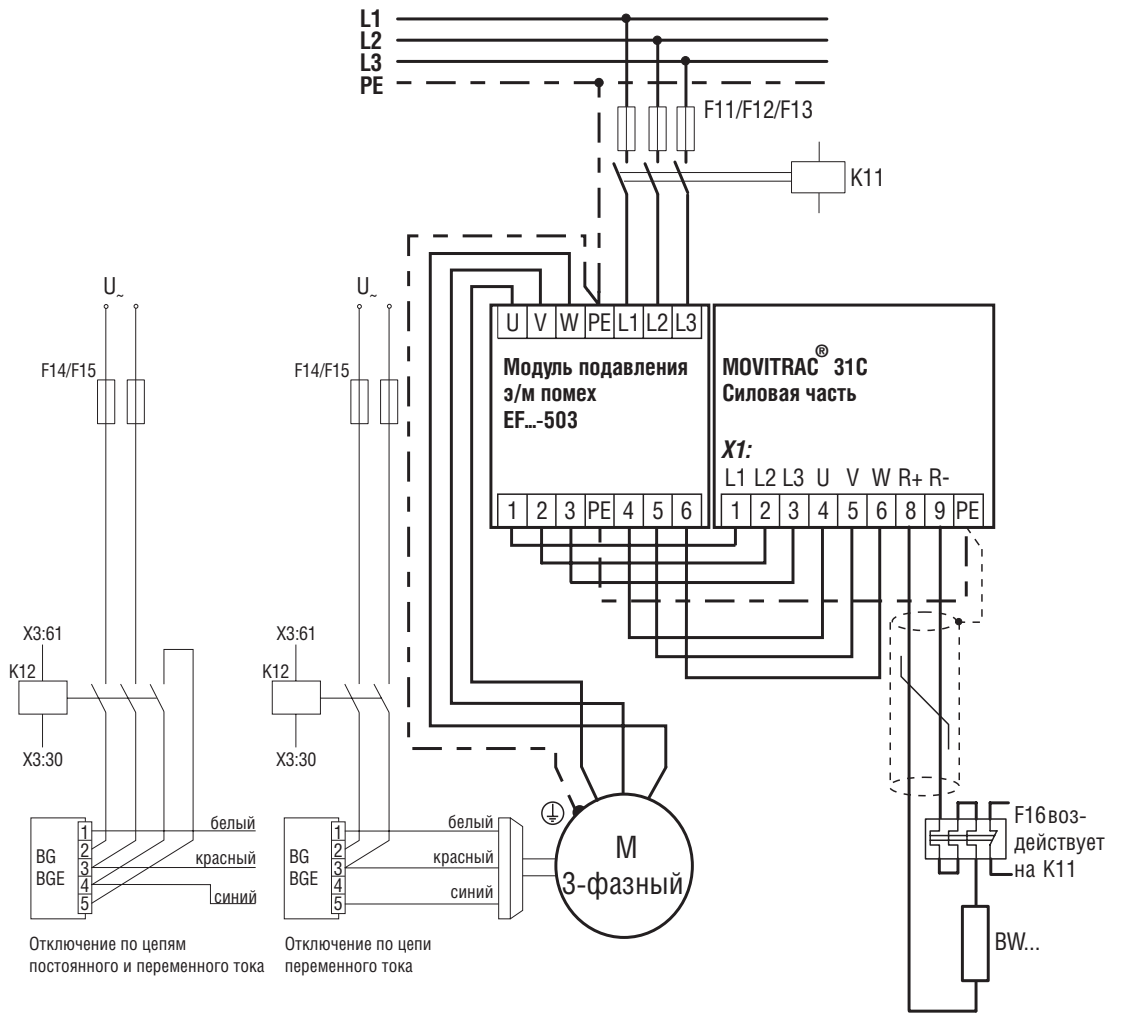 L1
L2
L3
PE
F11/F12/F13
K11
U~
U~
F14/F15
F14/F15
U V W PE L1 L2 L3
Модуль подавления
э/м помех
EF...-503
1 2 3 PE 4 5 6
MOVITRAC® 31C
Силовая часть
X1:
L1 L2 L3 U V W R+ R-
1 2 3 4 5 6 8 9 PE
X3:61
K12
X3:30
X3:61
K12
X3:30
BG
BGE
1
2
3
4
5
белый
красный
синий
Отключение по цепям
постоянного и переменного тока
BG
BGE
1
2
3
4
5
белый
красный
синий
Отключение по цепи
переменного тока
M
3-фазный
F16 воз-
действует
на K11
BW...